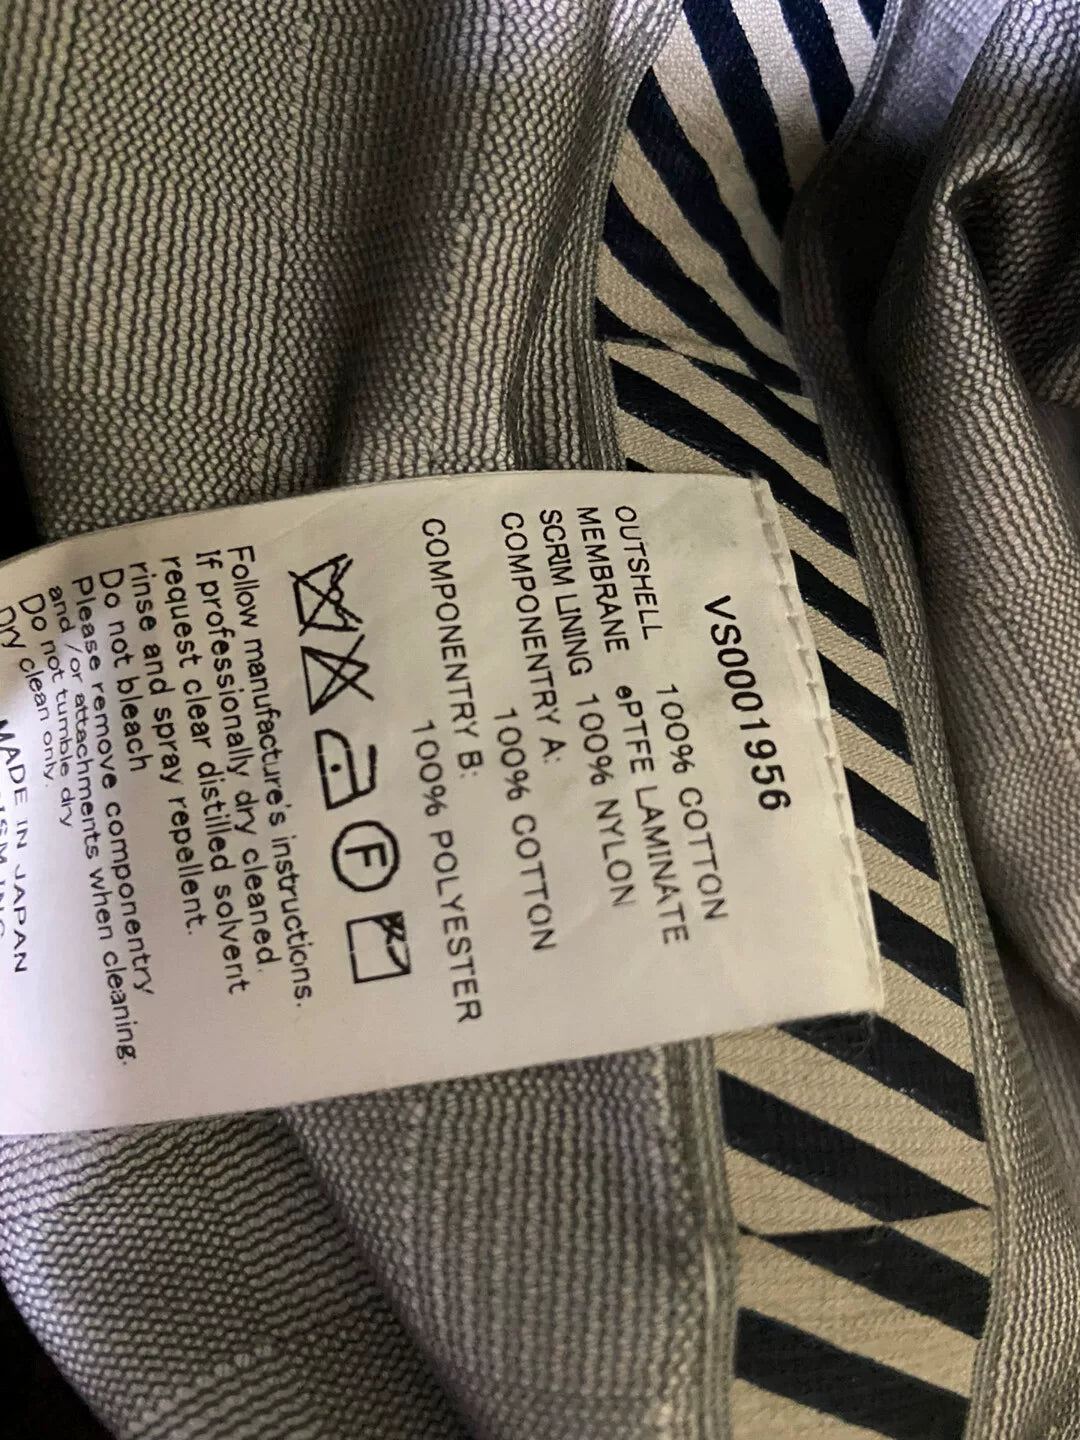 VS0001956
OUTSHELL 100% COTTON
MEMBRANE ePTFE LAMINATE
SCRIM LINING 100% NYLON
COMPONENTRY A:
100% COTTON
COMPONENTRY B:
100% POLYESTER
F
Follow manufacture's instructions.
If professionally dry cleaned.
request clear distilled solvent
rinse and spray repellent.
Do not bleach
Please remove componentry
and /or attachments when cleaning.
Do not tumble dry
Dry clean only.
MADE IN JAPAN